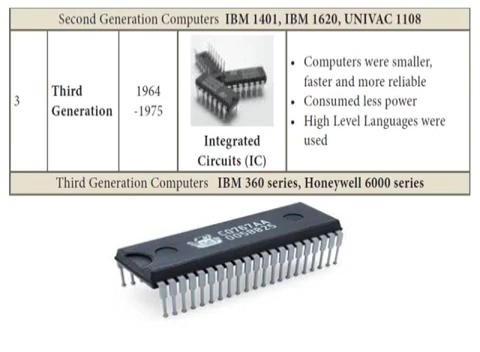 Second Generation Computers IBM 1401, IBM 1620, UNIVAC 1108
3
Third
Generation
1964
-1975
Integrated
Circuits (IC)
• Computers were smaller,
faster and more reliable
• Consumed less power
• High Level Languages were
used
Third Generation Computers IBM 360 series, Honeywell 6000 series
C0767AA
005B825